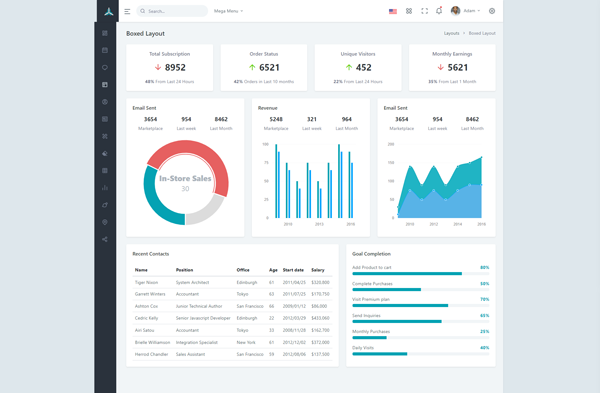 Search...
Mega Menu
Adam
Boxed Layout
Layouts > Boxed Layout
Total Subscription
8952
48% From Last 24 Hours
Order Status
6521
42% Orders in Last 10 months
Unique Visitors
452
22% From Last 24 Hours
Monthly Earnings
5621
35% From Last 1 Month
Email Sent
3654 954 8462
Marketplace Last week Last Month
In-Store Sales
30
Revenue
5248 321 964
Marketplace Last week Last Month
100
75
50
25
0
2010 2015
Email Sent
3654 954 8462
Marketplace Last week Last Month
200
150
100
50
0
2010 2012 2014 2016
Recent Contacts
Name Position Office Age Start date Salary
Tiger Nixon System Architect Edinburgh 61 2011/04/25 $320,800
Garrett Winters Accountant Tokyo 63 2011/07/25 $170,750
Ashton Cox Junior Technical Author San Francisco 66 2009/01/12 $86,000
Cedric Kelly Senior Javascript Developer Edinburgh 22 2012/03/29 $433,060
Airi Satou Accountant Tokyo 33 2008/11/28 $162,700
Brielle Williamson Integration Specialist New York 61 2012/12/02 $372,000
Herrod Chandler Sales Assistant San Francisco 59 2012/08/06 $137,500
Goal Completion
Add Product to cart 80%
Complete Purchases 50%
Visit Premium plan 70%
Send Inquiries 65%
Monthly Purchases 25%
Daily Visits 40%